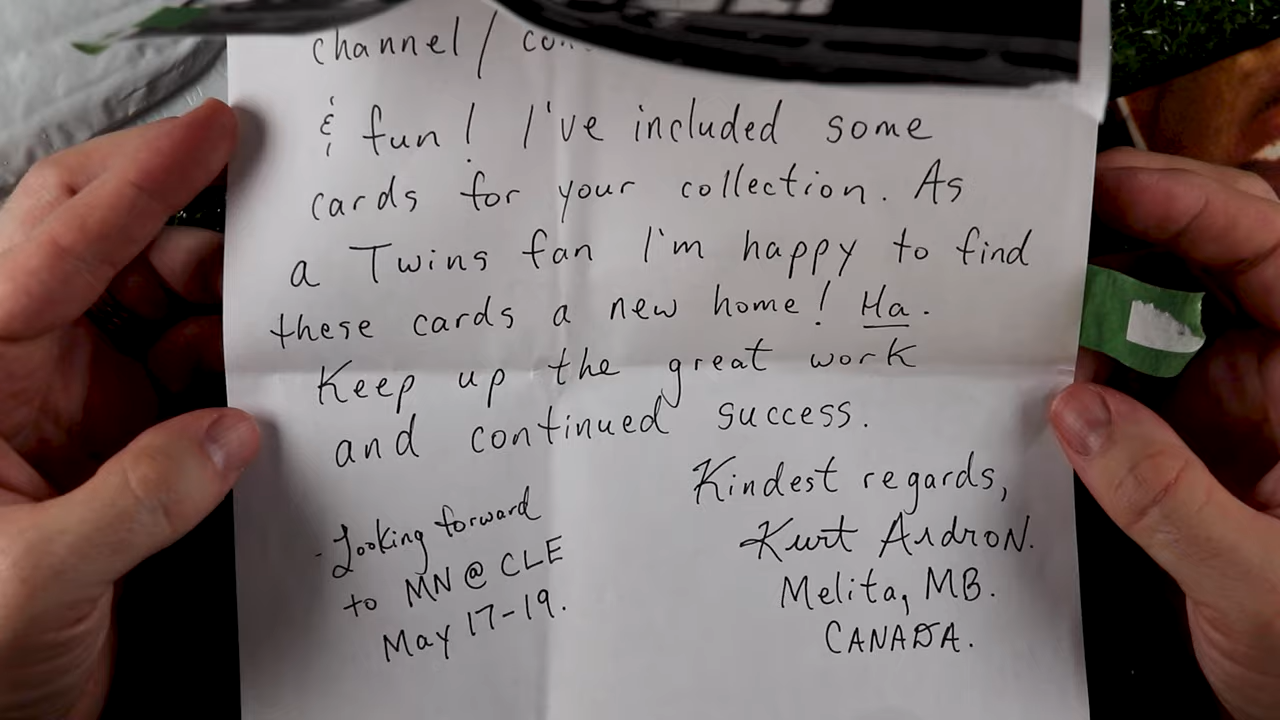 channel /
& fun! I've included some
cards for your collection. As
a Twins fan I'm happy to find
these cards a new home! Ha.
Keep up the great work
and continued success.
Kindest regards,
Kurt Ardron.
Melita, MB.
CANADA.
- Looking forward
to MN @ CLE
May 17-19.